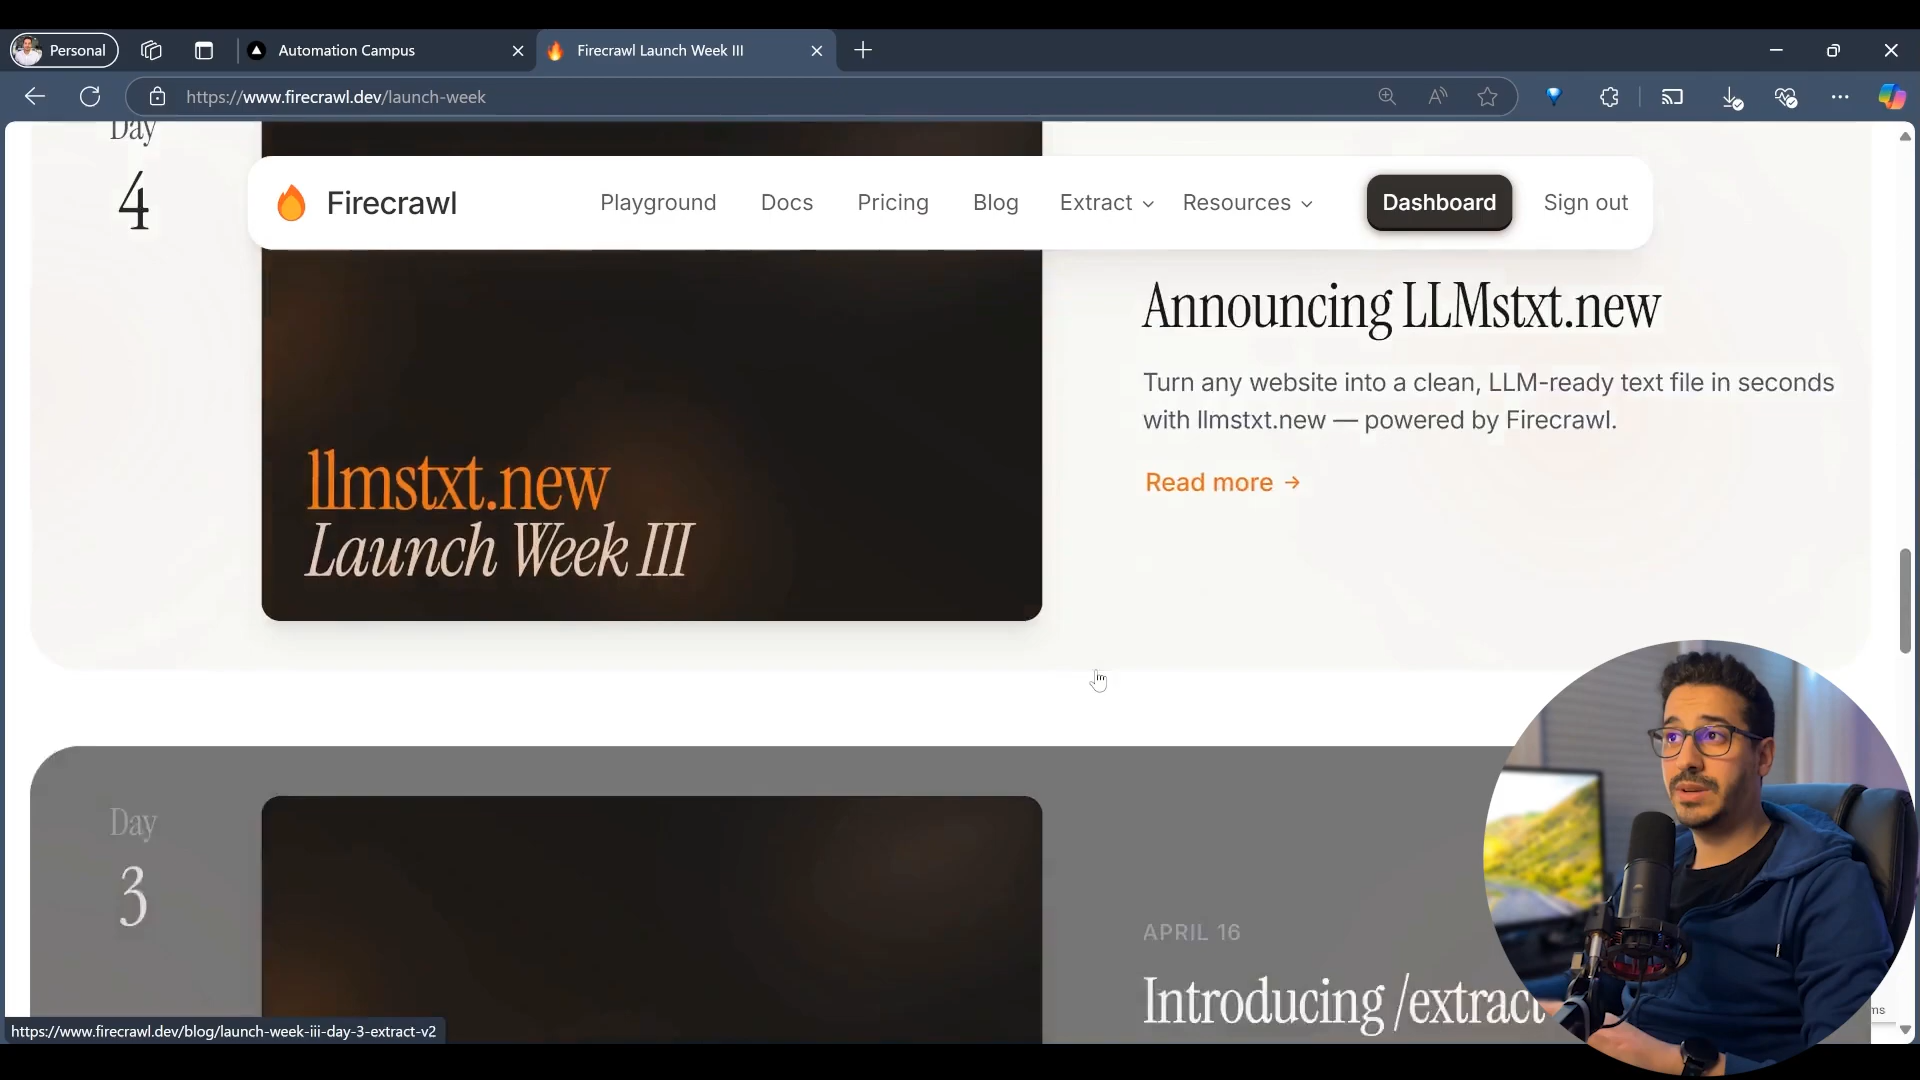 Personal
Automation Campus
Firecrawl Launch Week III
https://www.firecrawl.dev/launch-week
Day
4
Firecrawl
Playground
Docs
Pricing
Blog
Extract
Resources
Dashboard
Sign out
Announcing LLMstxt.new
Turn any website into a clean, LLM-ready text file in seconds
with llmstxt.new — powered by Firecrawl.
Read more →
llmstxt.new
Launch Week III
Day
3
APRIL 16
Introducing /extract
https://www.firecrawl.dev/blog/launch-week-iii-day-3-extract-v2